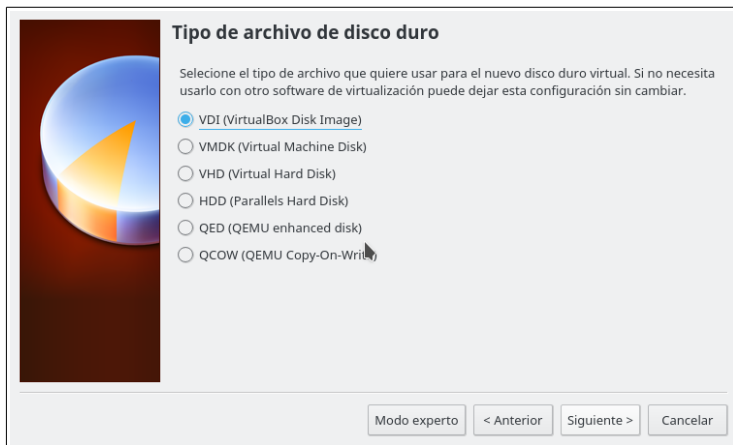 Tipo de archivo de disco duro
Selecione el tipo de archivo que quiere usar para el nuevo disco duro virtual. Si no necesita
usarlo con otro software de virtualización puede dejar esta configuración sin cambiar.
VDI (VirtualBox Disk Image)
VMDK (Virtual Machine Disk)
VHD (Virtual Hard Disk)
HDD (Parallels Hard Disk)
QED (QEMU enhanced disk)
QCOW (QEMU Copy-On-Write)
Modo experto
< Anterior
Siguiente >
Cancelar